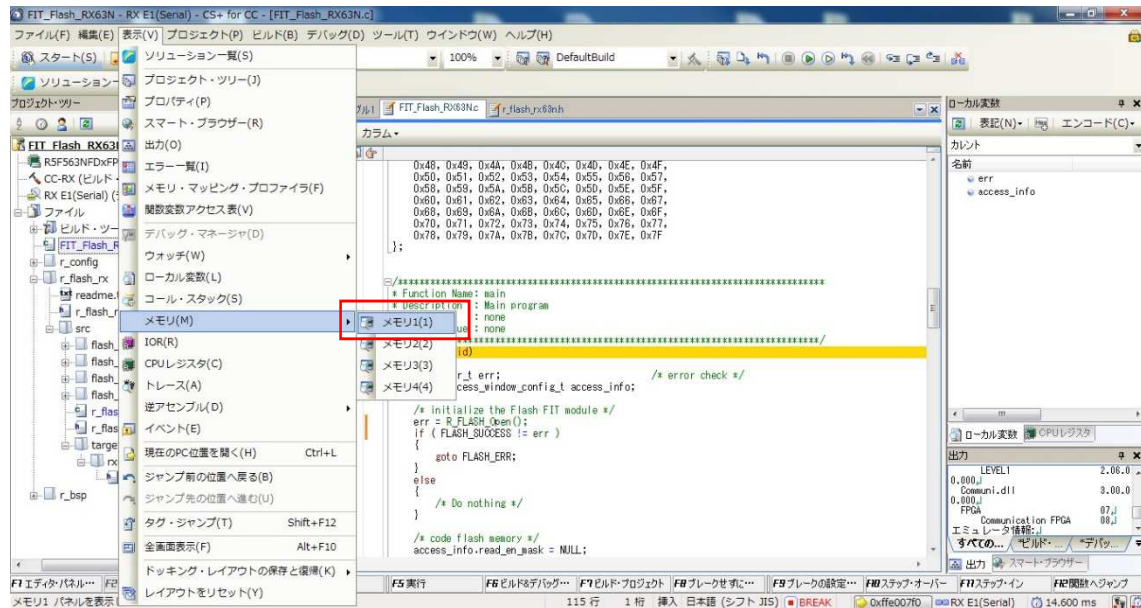 FIT_Flash_RX63N - RX E1(Serial) - CS+ for CC - [FIT_Flash_RX63N.c]
ファイル(F) 編集(E) 表示(V) プロジェクト(P) ビルド(B) デバッグ(D) ツール(T) ウインドウ(W) ヘルプ(H)
スタート(S)
100% DefaultBuild
ソリューション一覧(S)
プロジェクト・ツリー(J)
プロパティ(P)
スマート・ブラウザー(R)
出力(O)
エラー一覧(I)
メモリ・マッピング・プロファイラ(F)
関数変数アクセス表(V)
デバッグ・マネージャ(D)
ウォッチ(W)
ローカル変数(L)
コール・スタック(S)
メモリ(M)
IOR(R)
CPUレジスタ(C)
トレース(A)
逆アセンブル(D)
イベント(E)
現在のPC位置を開く(H) Ctrl+L
ジャンプ前の位置へ戻る(B)
ジャンプ先の位置へ進む(U)
タグ・ジャンプ(T) Shift+F12
全画面表示(F) Alt+F10
ドッキング・レイアウトの保存と復帰(K)
レイアウトをリセット(Y)
メモリ1(1)
メモリ2(2)
メモリ3(3)
メモリ4(4)
ソリューション
プロジェクト・ツリー
FIT_Flash_RX63
R5F563NFDxFP
CC-RX (ビルド・
RX E1(Serial)
ファイル
ビルド・ツー
FIT_Flash_R
r_config
r_flash_rx
readme.
r_flash_r
src
flash_
flash_
flash_
flash_
r_flas
r_flas
targe
rx
r_bsp
FIT_Flash_RX63N.c r_flash_rx63n.h
カラム
0x48, 0x49, 0x4A, 0x4B, 0x4C, 0x4D, 0x4E, 0x4F,
0x50, 0x51, 0x52, 0x53, 0x54, 0x55, 0x56, 0x57,
0x58, 0x59, 0x5A, 0x5B, 0x5C, 0x5D, 0x5E, 0x5F,
0x60, 0x61, 0x62, 0x63, 0x64, 0x65, 0x66, 0x67,
0x68, 0x69, 0x6A, 0x6B, 0x6C, 0x6D, 0x6E, 0x6F,
0x70, 0x71, 0x72, 0x73, 0x74, 0x75, 0x76, 0x77,
0x78, 0x79, 0x7A, 0x7B, 0x7C, 0x7D, 0x7E, 0x7F
};
* Function Name: main
* Description : Main program
: none
ue : none
id)
r_t err; /* error check */
cess_window_config_t access_info;
/* initialize the Flash FIT module */
err = R_FLASH_Open();
if ( FLASH_SUCCESS != err )
{
goto FLASH_ERR;
}
else
{
/* Do nothing */
}
/* code flash memory */
access_info.read_en_mask = NULL;
ローカル変数
表記(N) エンコード(C)
カレント
名前
err
access_info
ローカル変数 CPUレジスタ
出力
LEVEL1 2.06.0
0.000,
Communi.dll 3.00.0
0.000,
FPGA 07,
Communication FPGA 08,
エミュレータ情報:
すべての... *ビルド・... *デバッ...
出力 スマート・ブラウザー
F1 エディタ・パネル… F5 実行 F6 ビルド&デバッグ… F7 ビルド・プロジェクト F8 ブレークせずに… F9 ブレークの設定… F10 ステップ・オーバー F11 ステップ・イン F12 関数へジャンプ
メモリ1 パネルを表示 115 行 1 桁 挿入 日本語 (シフト JIS) BREAK 0xffe007f0 RX E1(Serial) 14.600 ms